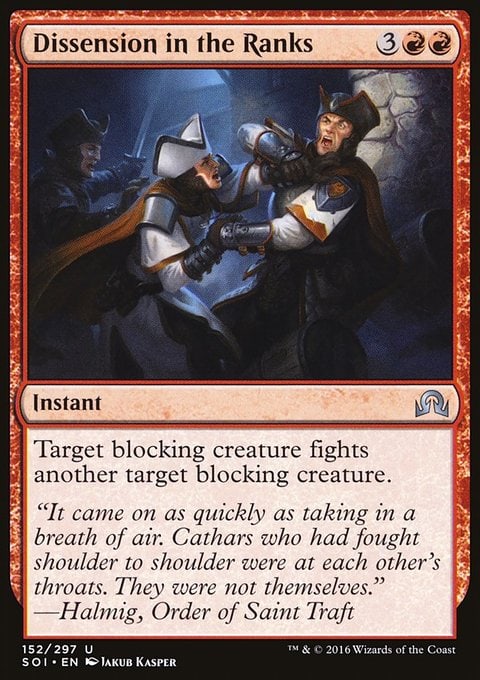 Dissension in the Ranks 3
Instant
Target blocking creature fights
another target blocking creature.
“It came on as quickly as taking in a
breath of air. Cathars who had fought
shoulder to shoulder were at each other’s
throats. They were not themselves.”
—Halmig, Order of Saint Traft
152/297 U
SOI • EN Jakub Kasper
™ & © 2016 Wizards of the Coast